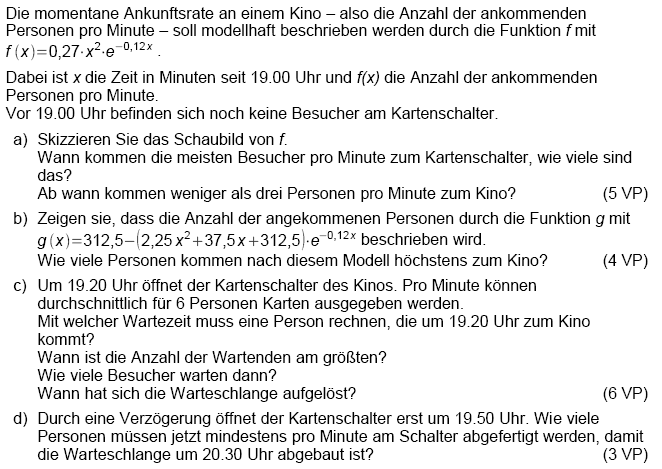 Die momentane Ankunftsrate an einem Kino – also die Anzahl der ankommenden
Personen pro Minute – soll modellhaft beschrieben werden durch die Funktion f mit
f(x)=0,27·x²·e⁻⁰,¹²ˣ .
Dabei ist x die Zeit in Minuten seit 19.00 Uhr und f(x) die Anzahl der ankommenden
Personen pro Minute.
Vor 19.00 Uhr befinden sich noch keine Besucher am Kartenschalter.
a) Skizzieren Sie das Schaubild von f.
Wann kommen die meisten Besucher pro Minute zum Kartenschalter, wie viele sind
das?
Ab wann kommen weniger als drei Personen pro Minute zum Kino? (5 VP)
b) Zeigen sie, dass die Anzahl der angekommenen Personen durch die Funktion g mit
g(x)=312,5−(2,25x²+37,5x+312,5)·e⁻⁰,¹²ˣ beschrieben wird.
Wie viele Personen kommen nach diesem Modell höchstens zum Kino? (4 VP)
c) Um 19.20 Uhr öffnet der Kartenschalter des Kinos. Pro Minute können
durchschnittlich für 6 Personen Karten ausgegeben werden.
Mit welcher Wartezeit muss eine Person rechnen, die um 19.20 Uhr zum Kino
kommt?
Wann ist die Anzahl der Wartenden am größten?
Wie viele Besucher warten dann?
Wann hat sich die Warteschlange aufgelöst? (6 VP)
d) Durch eine Verzögerung öffnet der Kartenschalter erst um 19.50 Uhr. Wie viele
Personen müssen jetzt mindestens pro Minute am Schalter abgefertigt werden, damit
die Warteschlange um 20.30 Uhr abgebaut ist? (3 VP)